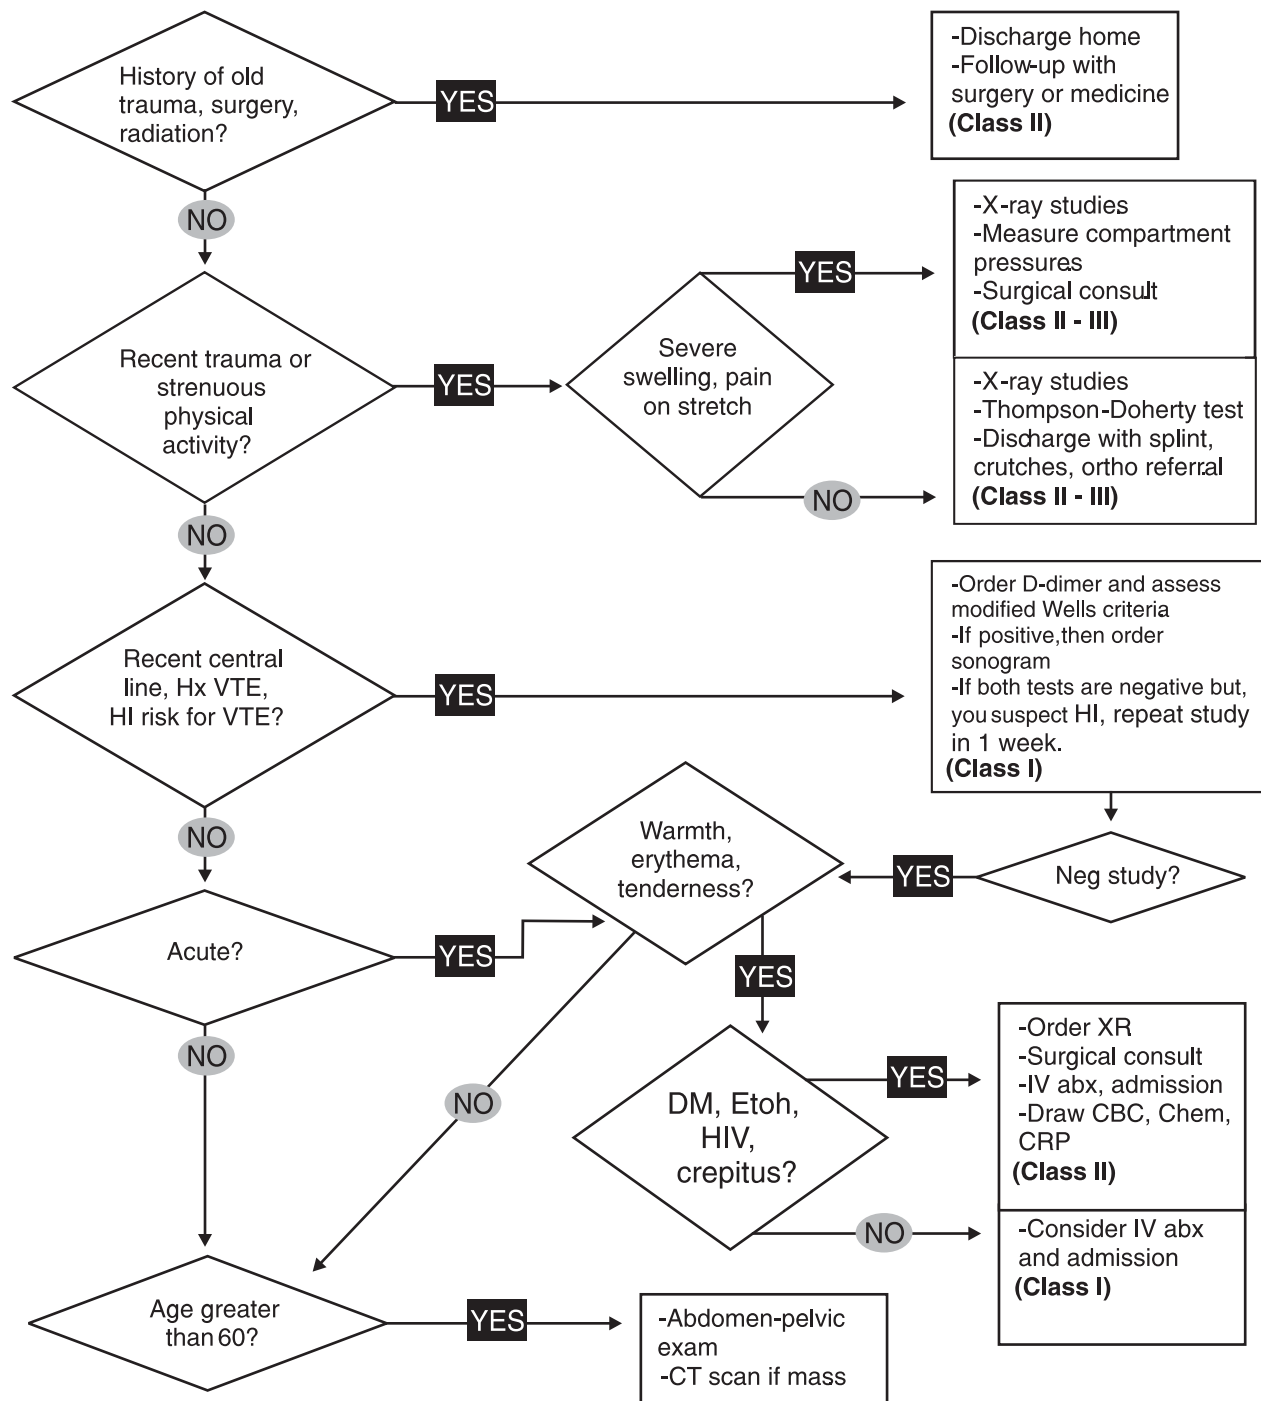 History of old
trauma, surgery,
radiation?
YES
-Discharge home
-Follow-up with
surgery or medicine
(Class II)
NO
Recent trauma or
strenuous
physical
activity?
YES
Severe
swelling, pain
on stretch
YES
-X-ray studies
-Measure compartment
pressures.
-Surgical consult
(Class II - III)
NO
-X-ray studies
-Thompson-Doherty test
-Discharge with splint,
crutches, ortho referral
(Class II - III)
NO
Recent central
line, Hx VTE,
HI risk for VTE?
YES
-Order D-dimer and assess
modified Wells criteria
-If positive,then order
sonogram
-If both tests are negative but,
you suspect HI, repeat study
in 1 week.
(Class I)
Neg study?
YES
Warmth,
erythema,
tenderness?
NO
Acute?
YES
YES
DM, Etoh,
HIV,
crepitus?
YES
-Order XR
-Surgical consult
-IV abx, admission
-Draw CBC, Chem,
CRP
(Class II)
NO
-Consider IV abx
and admission
(Class I)
NO
NO
Age greater
than 60?
YES
-Abdomen-pelvic
exam
-CT scan if mass